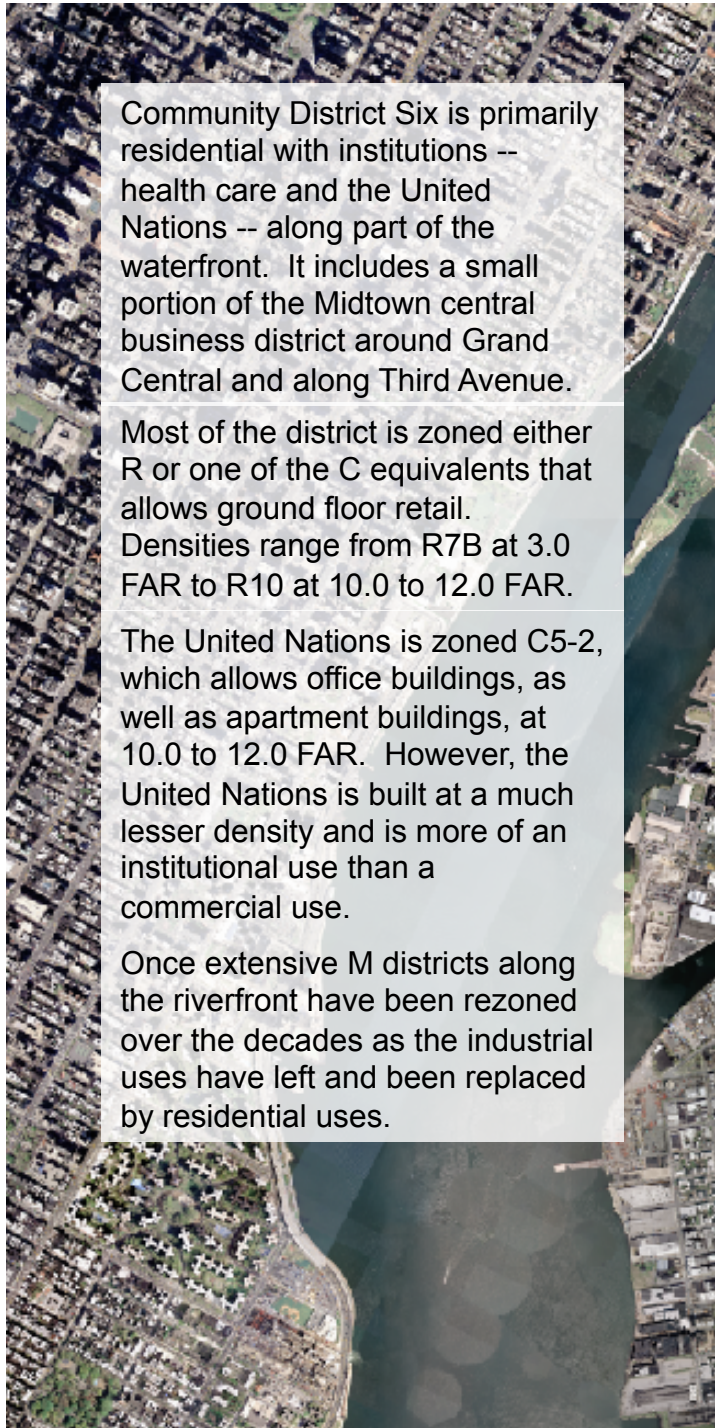 Community District Six is primarily
residential with institutions --
health care and the United
Nations -- along part of the
waterfront.  It includes a small
portion of the Midtown central
business district around Grand
Central and along Third Avenue.
Most of the district is zoned either
R or one of the C equivalents that
allows ground floor retail.
Densities range from R7B at 3.0
FAR to R10 at 10.0 to 12.0 FAR.
The United Nations is zoned C5-2,
which allows office buildings, as
well as apartment buildings, at
10.0 to 12.0 FAR.  However, the
United Nations is built at a much
lesser density and is more of an
institutional use than a
commercial use.
Once extensive M districts along
the riverfront have been rezoned
over the decades as the industrial
uses have left and been replaced
by residential uses.